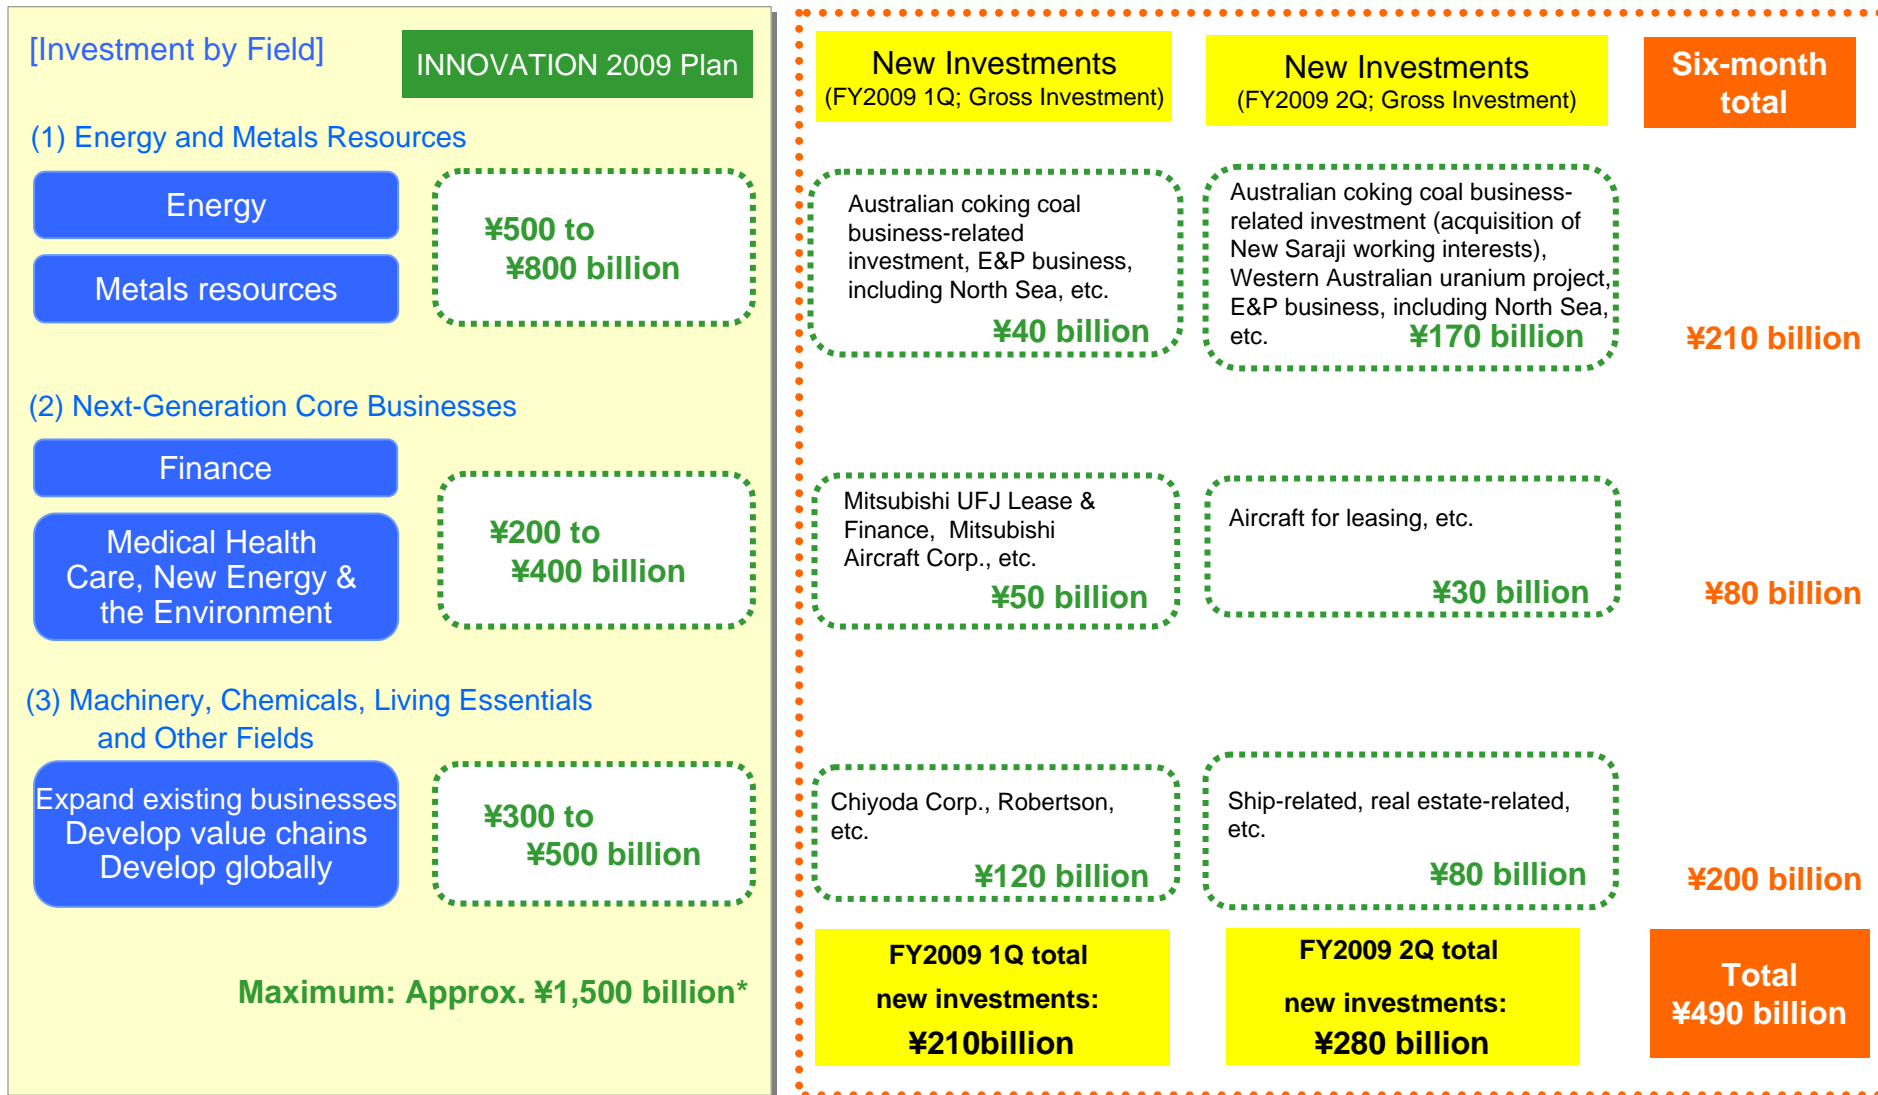 [Investment by Field]
INNOVATION 2009 Plan
(1) Energy and Metals Resources
Energy
Metals resources
¥500 to
¥800 billion
(2) Next-Generation Core Businesses
Finance
Medical Health
Care, New Energy &
the Environment
¥200 to
¥400 billion
(3) Machinery, Chemicals, Living Essentials
and Other Fields
Expand existing businesses
Develop value chains
Develop globally
¥300 to
¥500 billion
Maximum: Approx. ¥1,500 billion*
New Investments
(FY2009 1Q; Gross Investment)
New Investments
(FY2009 2Q; Gross Investment)
Six-month
total
Australian coking coal
business-related
investment, E&P business,
including North Sea, etc.
¥40 billion
Australian coking coal business-
related investment (acquisition of
New Saraji working interests),
Western Australian uranium project,
E&P business, including North Sea,
etc.
¥170 billion
¥210 billion
Mitsubishi UFJ Lease &
Finance, Mitsubishi
Aircraft Corp., etc.
¥50 billion
Aircraft for leasing, etc.
¥30 billion
¥80 billion
Chiyoda Corp., Robertson,
etc.
¥120 billion
Ship-related, real estate-related,
etc.
¥80 billion
¥200 billion
FY2009 1Q total
new investments:
¥210billion
FY2009 2Q total
new investments:
¥280 billion
Total
¥490 billion